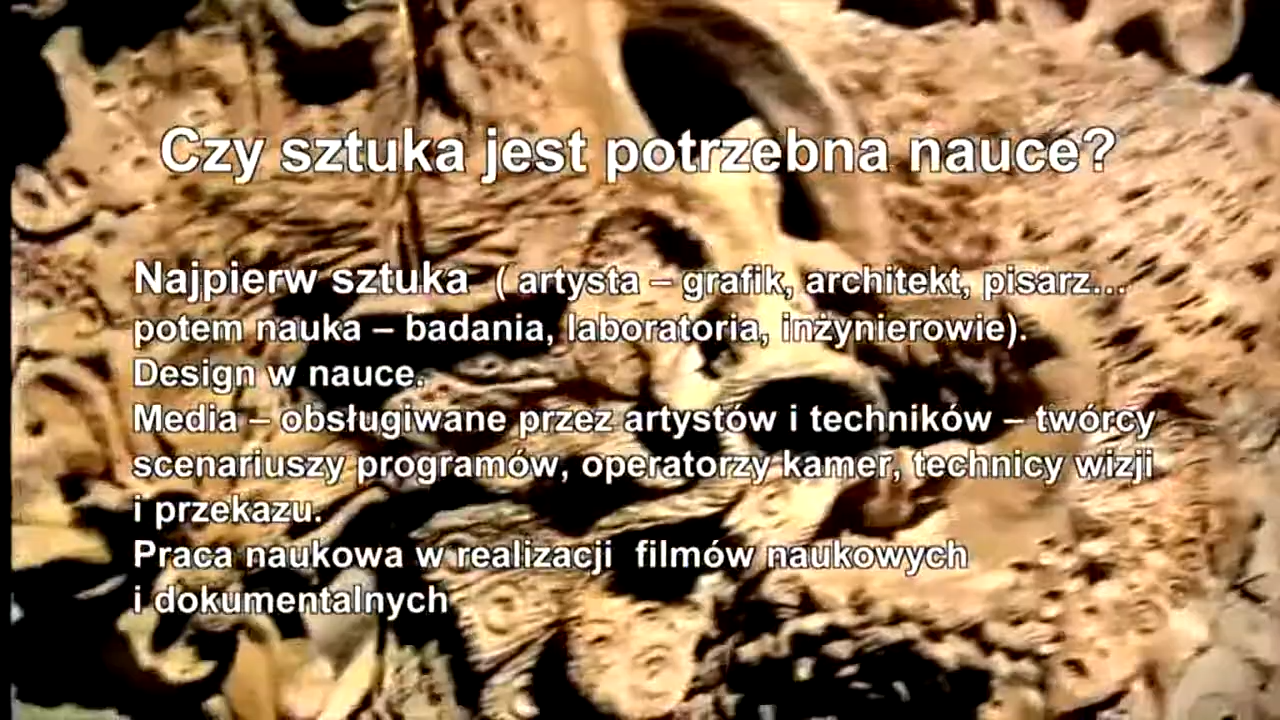 Czy sztuka jest potrzebna nauce?
Najpierw sztuka ( artysta – grafik, architekt, pisarz...
potem nauka – badania, laboratoria, inżynierowie).
Design w nauce.
Media – obsługiwane przez artystów i techników – twórcy
scenariuszy programów, operatorzy kamer, technicy wizji
i przekazu.
Praca naukowa w realizacji filmów naukowych
i dokumentalnych